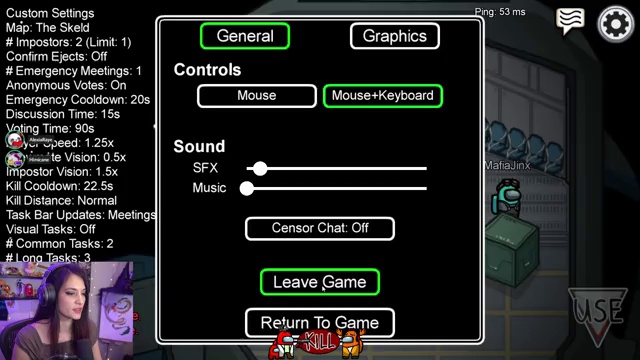 Custom Settings
Map: The Skeld
# Impostors: 2 (Limit: 1)
Confirm Ejects: Off
# Emergency Meetings: 1
Anonymous Votes: On
Emergency Cooldown: 20s
Discussion Time: 15s
Voting Time: 90s
Speed: 1.25x
Vision: 0.5x
Impostor Vision: 1.5x
Kill Cooldown: 22.5s
Kill Distance: Normal
Task Bar Updates: Meetings
Visual Tasks: Off
# Common Tasks: 2
# Long Tasks: 3
General
Graphics
Controls
Mouse
Mouse+Keyboard
Sound
SFX
Music
Censor Chat: Off
Leave Game
Return To Game
KILL
Ping: 53 ms
MafiaJinx
USE